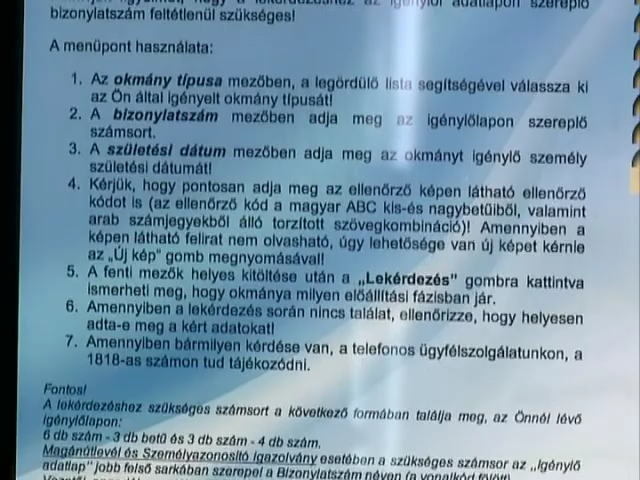 az igénylői adatlapon szereplő
bizonylatszám feltétlenül szükséges!
A menüpont használata:
1. Az okmány típusa mezőben, a legördülő lista segítségével válassza ki
az Ön által igényelt okmány típusát!
2. A bizonylatszám mezőben adja meg az igénylőlapon szereplő
számsort.
3. A születési dátum mezőben adja meg az okmányt igénylő személy
születési dátumát!
4. Kérjük, hogy pontosan adja meg az ellenőrző képen látható ellenőrző
kódot is (az ellenőrző kód a magyar ABC kis-és nagybetűiből, valamint
arab számjegyekből álló torzított szövegkombináció)! Amennyiben a
képen látható felirat nem olvasható, úgy lehetősége van új képet kérnie
az „Új kép" gomb megnyomásával!
5. A fenti mezők helyes kitöltése után a „Lekérdezés" gombra kattintva
ismerheti meg, hogy okmánya milyen előállítási fázisban jár.
6. Amennyiben a lekérdezés során nincs találat, ellenőrizze, hogy helyesen
adta-e meg a kért adatokat!
7. Amennyiben bármilyen kérdése van, a telefonos ügyfélszolgálatunkon, a
1818-as számon tud tájékozódni.
Fontos!
A lekérdezéshez szükséges számsort a következő formában találja meg, az Önnél lévő
igénylőlapon:
6 db szám - 3 db betű és 3 db szám - 4 db szám.
Magánútlevél és Személyazonosító Igazolvány esetében a szükséges számsor az „Igénylő
adatlap" jobb felső sarkában szerepel a Bizonylatszám néven (a vonalkód fölött)